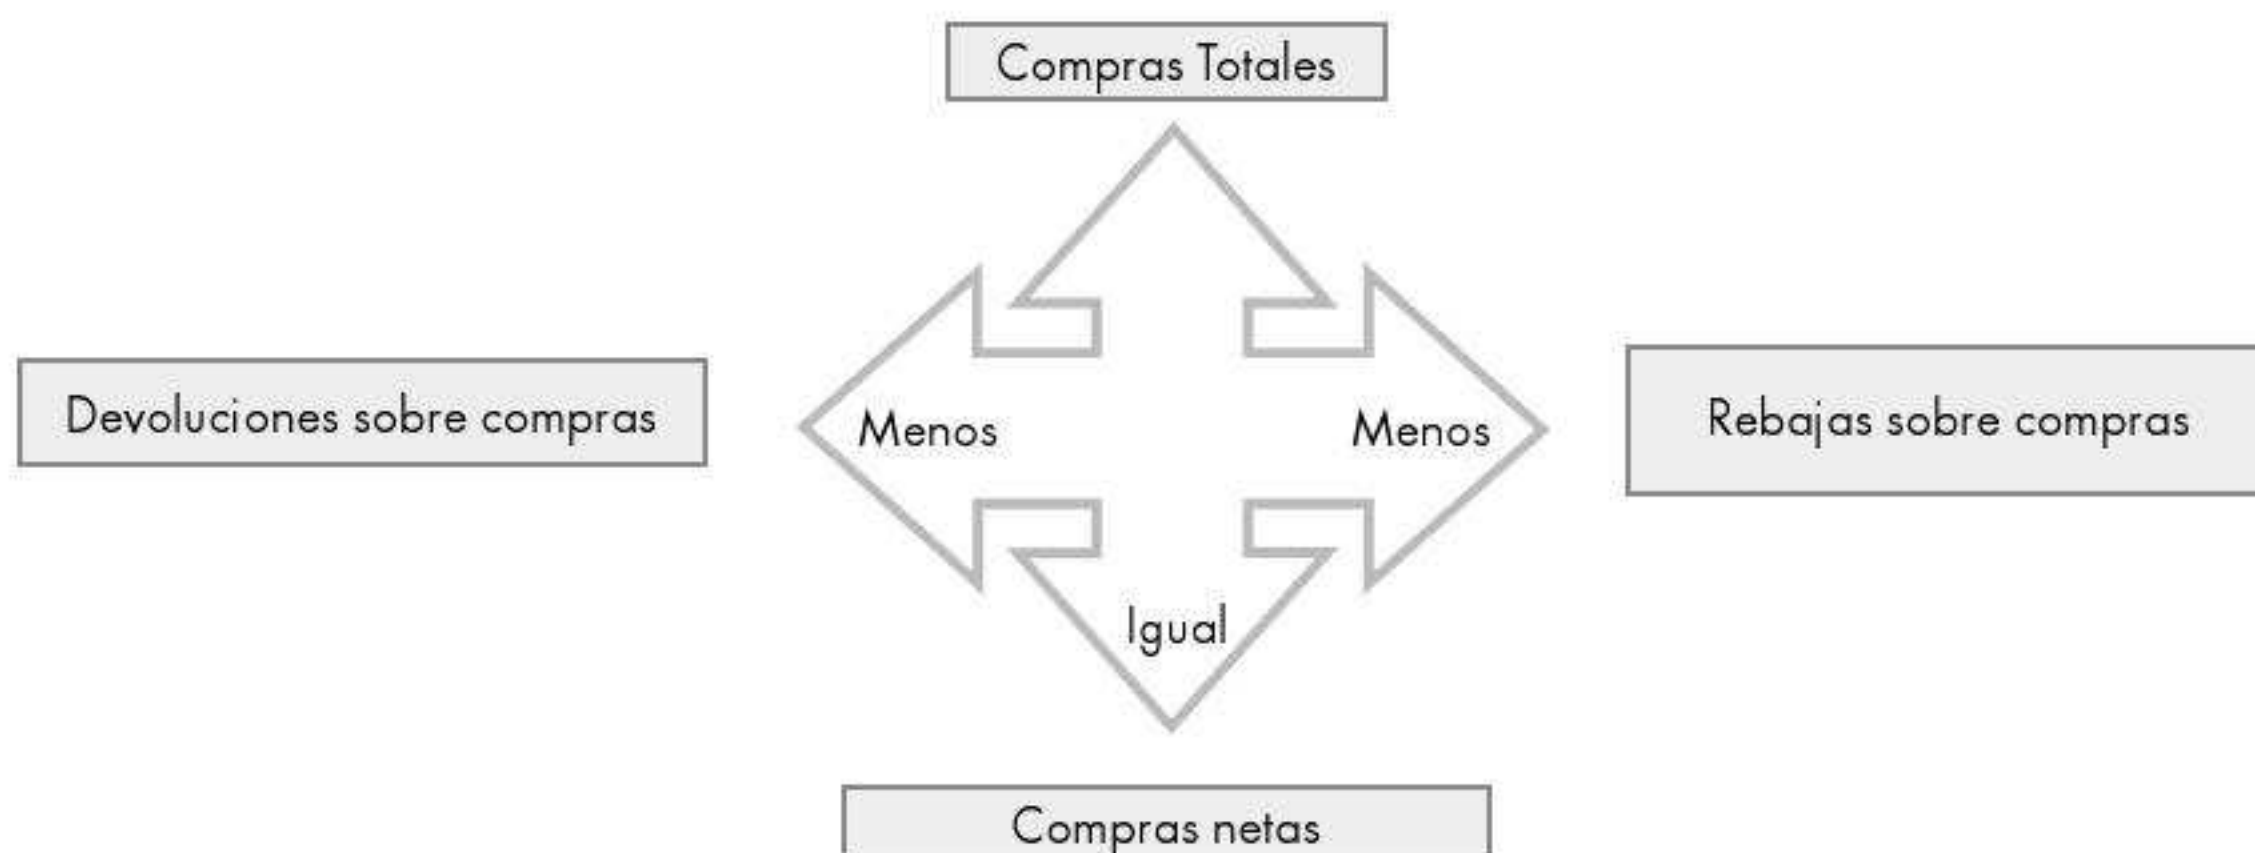 Compras Totales
Devoluciones sobre compras
Menos
Menos
Rebajas sobre compras
Igual
Compras netas